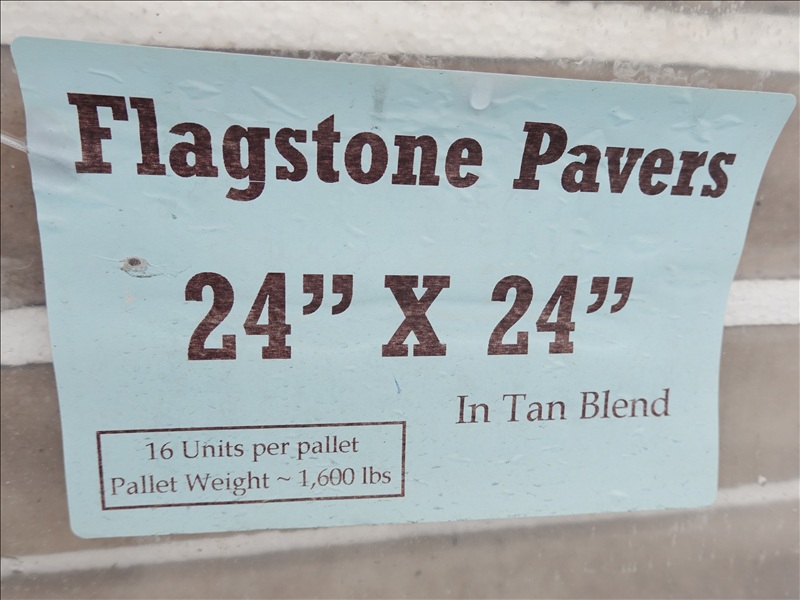 Flagstone Pavers
24” X 24”
In Tan Blend
16 Units per pallet
Pallet Weight ~ 1,600 lbs